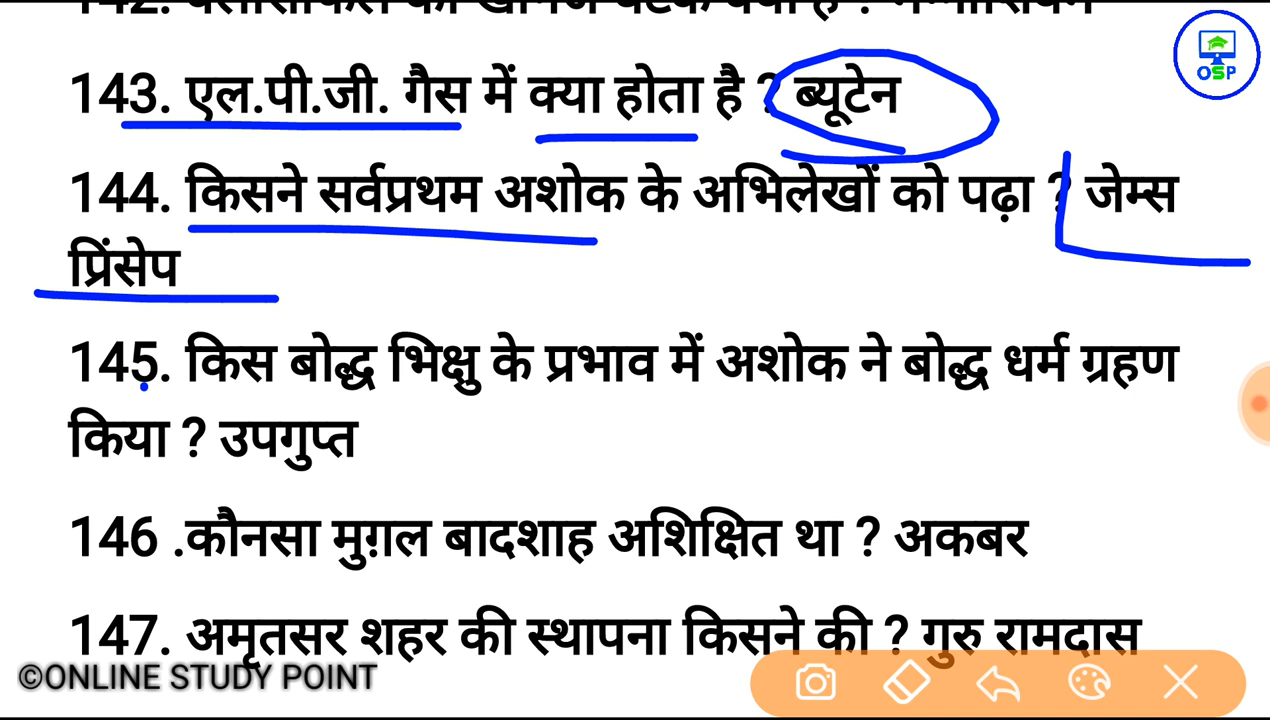 OSP
143. एल.पी.जी. गैस में क्या होता है ? ब्यूटेन
144. किसने सर्वप्रथम अशोक के अभिलेखों को पढ़ा ? जेम्स
प्रिंसेप
145. किस बोद्ध भिक्षु के प्रभाव में अशोक ने बोद्ध धर्म ग्रहण
किया ? उपगुप्त
146 .कौनसा मुग़ल बादशाह अशिक्षित था ? अकबर
147. अमृतसर शहर की स्थापना किसने की ? गुरु रामदास
©ONLINE STUDY POINT